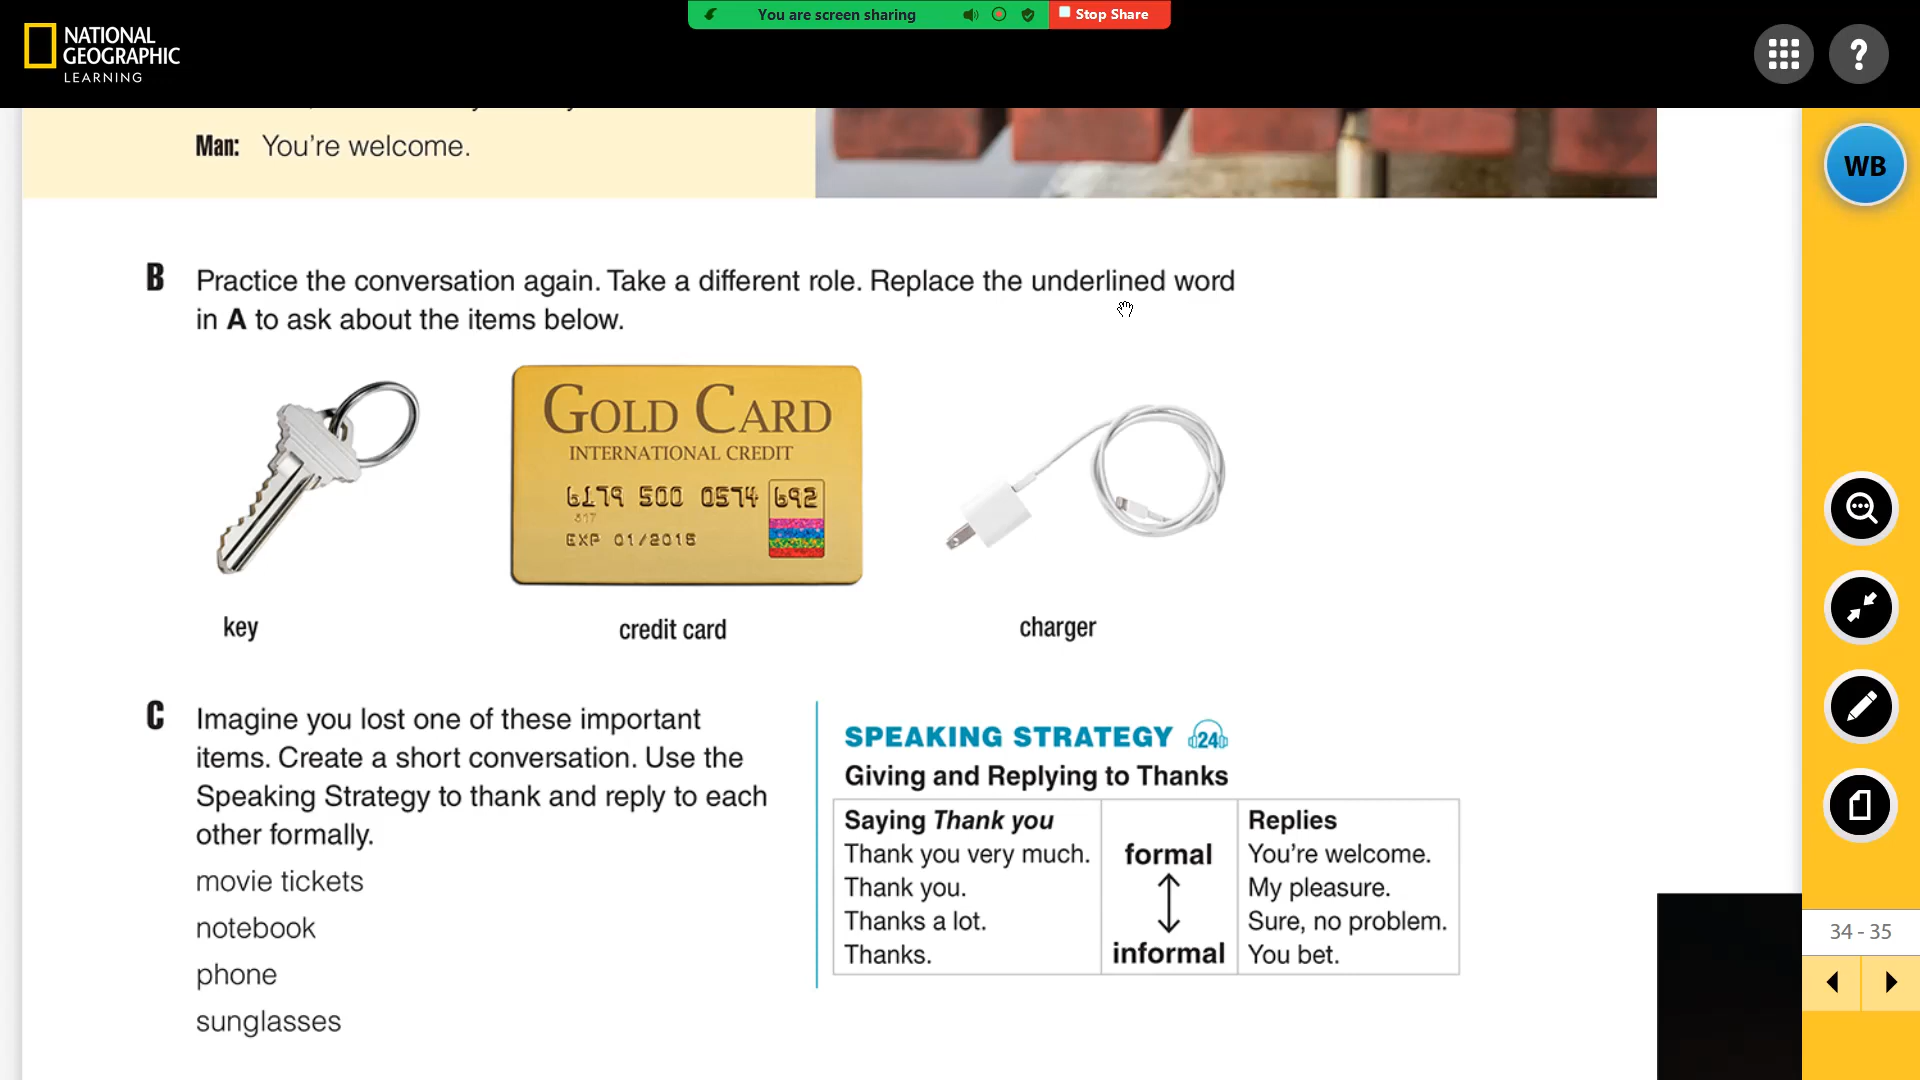 You are screen sharing
Stop Share
NATIONAL
GEOGRAPHIC
LEARNING
?
Man: You're welcome.
WB
B Practice the conversation again. Take a different role. Replace the underlined word
in A to ask about the items below.
GOLD CARD
INTERNATIONAL CREDIT
6179 500 0574 692
EXP 01/2016
key
credit card
charger
C Imagine you lost one of these important
items. Create a short conversation. Use the
Speaking Strategy to thank and reply to each
other formally.
movie tickets
notebook
phone
sunglasses
SPEAKING STRATEGY 24
Giving and Replying to Thanks
Saying Thank you Replies
Thank you very much. formal You're welcome.
Thank you. My pleasure.
Thanks a lot. Sure, no problem.
Thanks. informal You bet.
34 - 35